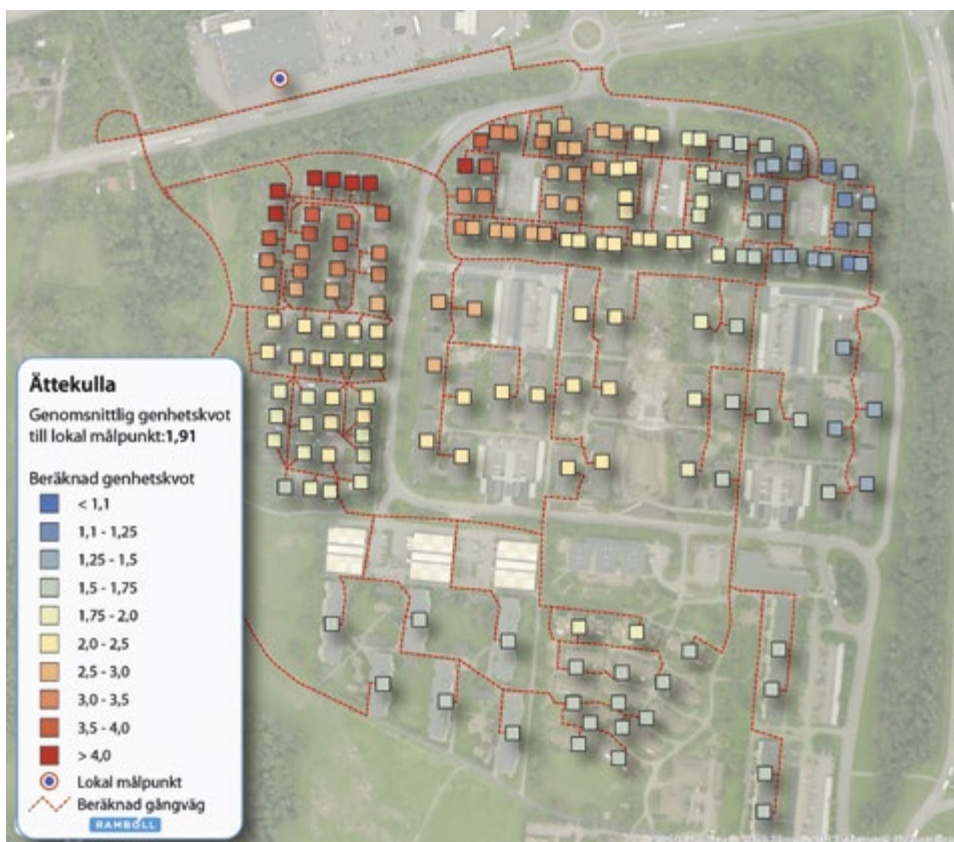 Ättekulla
Genomsnittlig genhetskvot
till lokal målpunkt:1,91
Beräknad genhetskvot
< 1,1
1,1 - 1,25
1,25 - 1,5
1,5 - 1,75
1,75 - 2,0
2,0 - 2,5
2,5 - 3,0
3,0 - 3,5
3,5 - 4,0
> 4,0
Lokal målpunkt
Beräknad gångväg
RAMBOLL